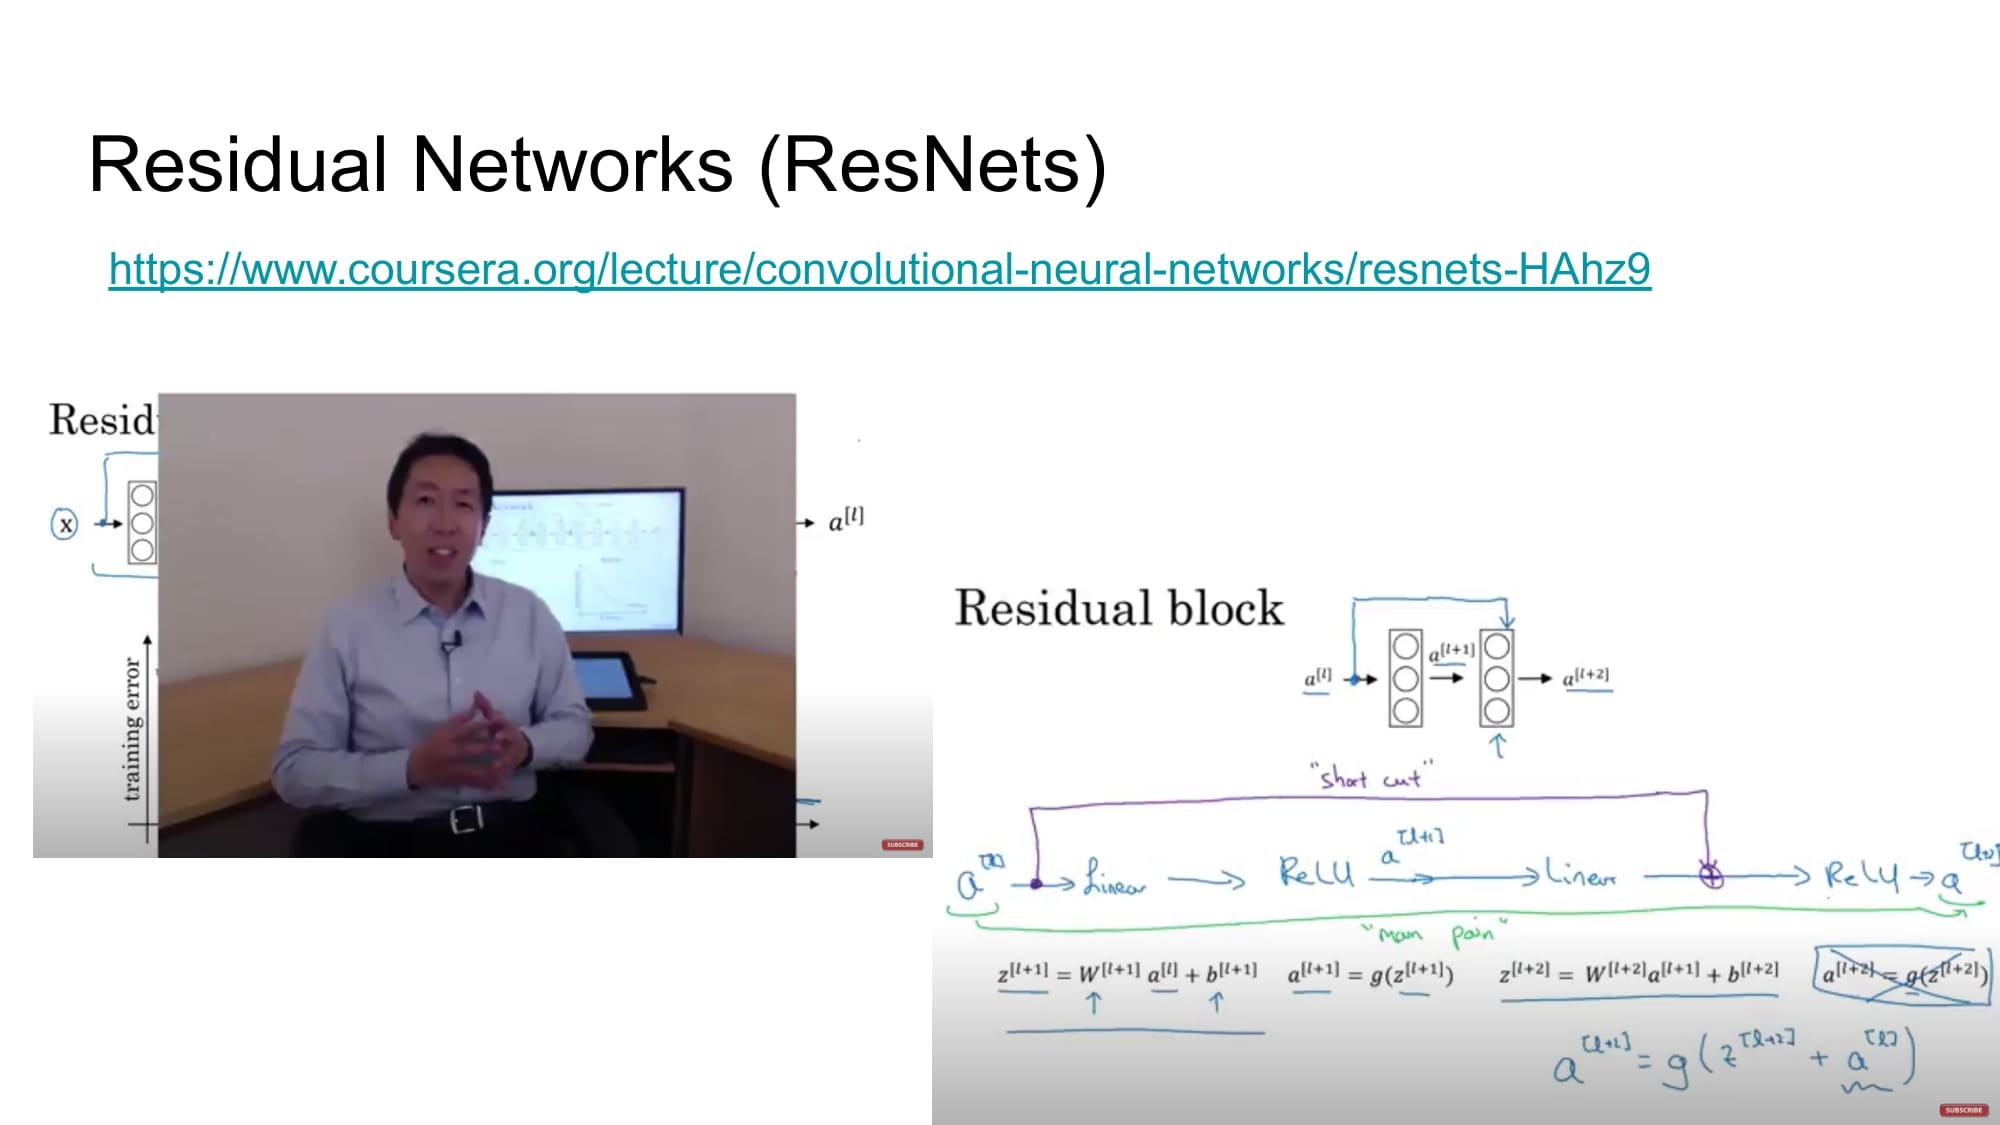 Residual Networks (ResNets)
https://www.coursera.org/lecture/convolutional-neural-networks/resnets-HAhz9
Resid
x
a[l]
training error
SUBSCRIBE
Residual block
a[l] a[l+1] a[l+2]
"short cut"
a[l] Linear ReLU a[l+1] Linear ReLU a[l+2]
"main path"
z[l+1] = W[l+1] a[l] + b[l+1] a[l+1] = g(z[l+1]) z[l+2] = W[l+2]a[l+1] + b[l+2] a[l+2] = g(z[l+2])
a[l+2] = g(z[l+2] + a[l])
SUBSCRIBE